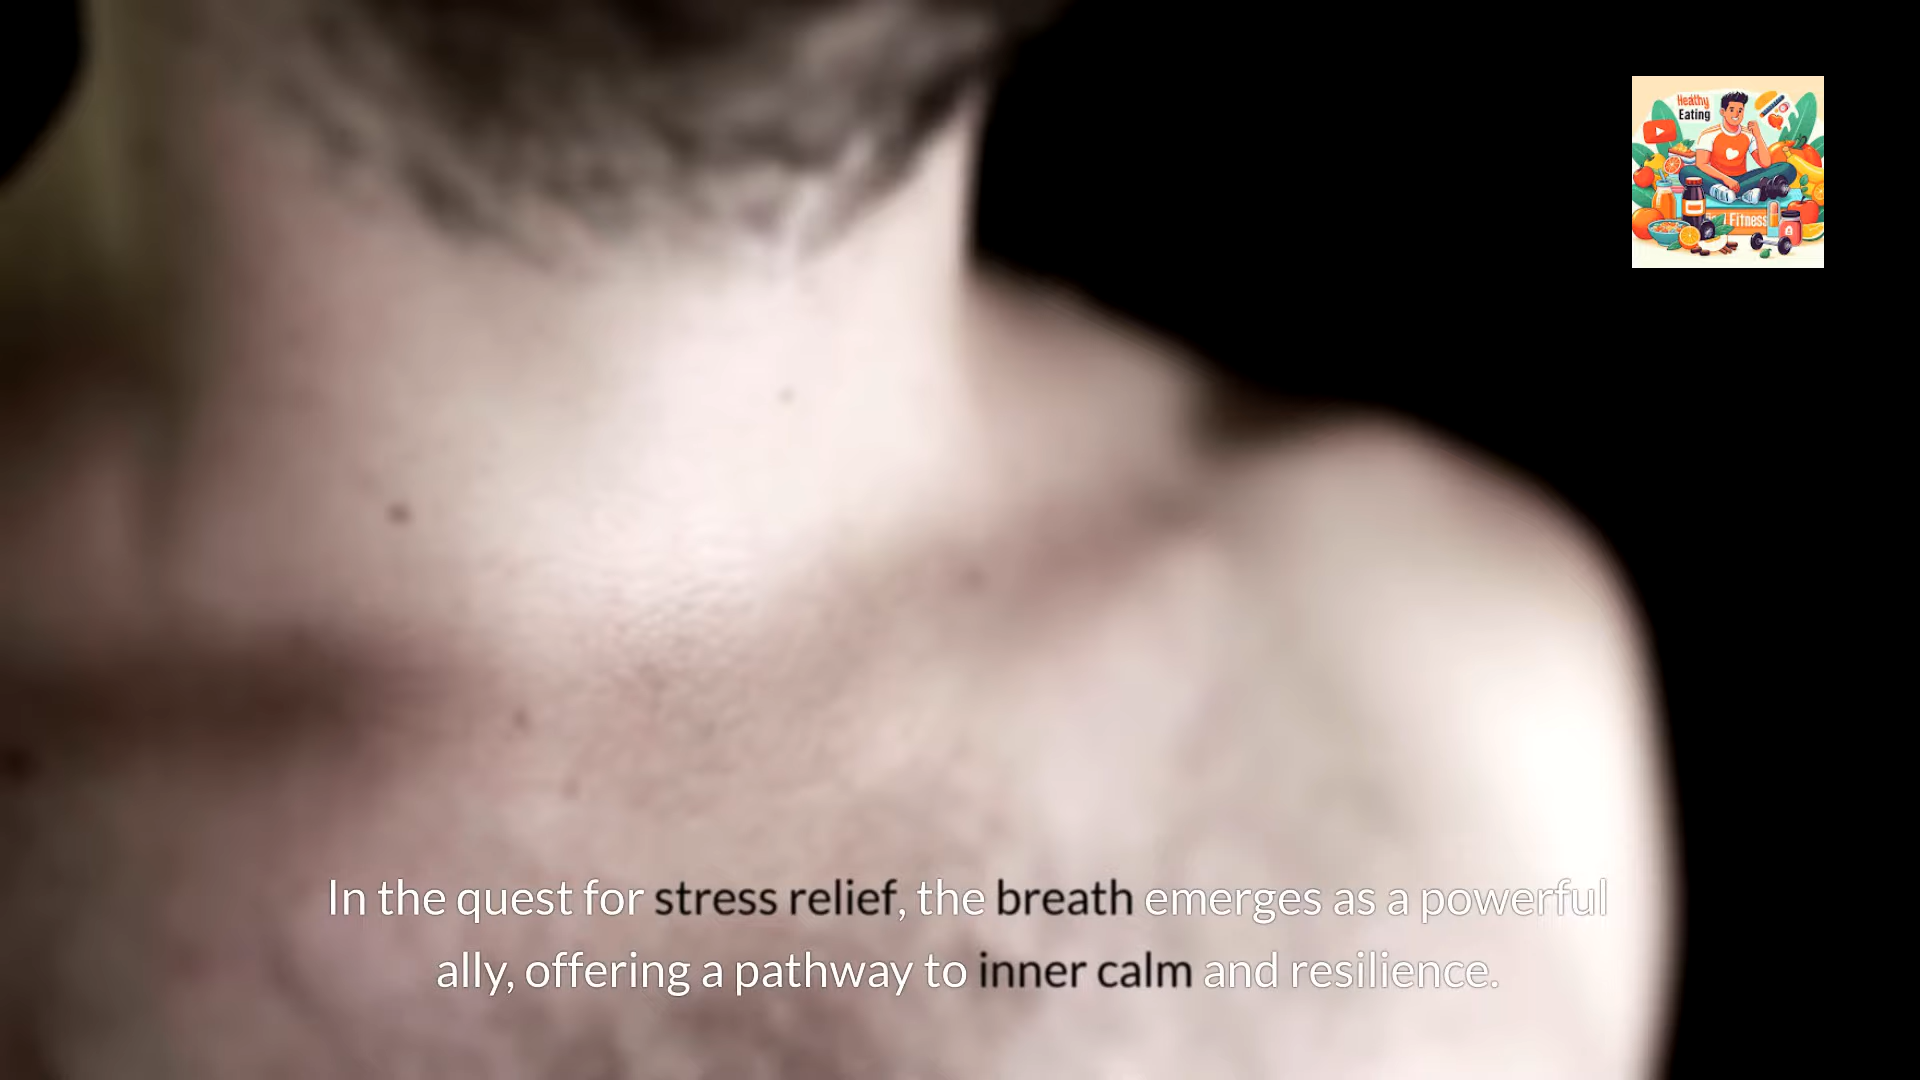 Healthy
Eating
Fitness
In the quest for stress relief, the breath emerges as a powerful
ally, offering a pathway to inner calm and resilience.